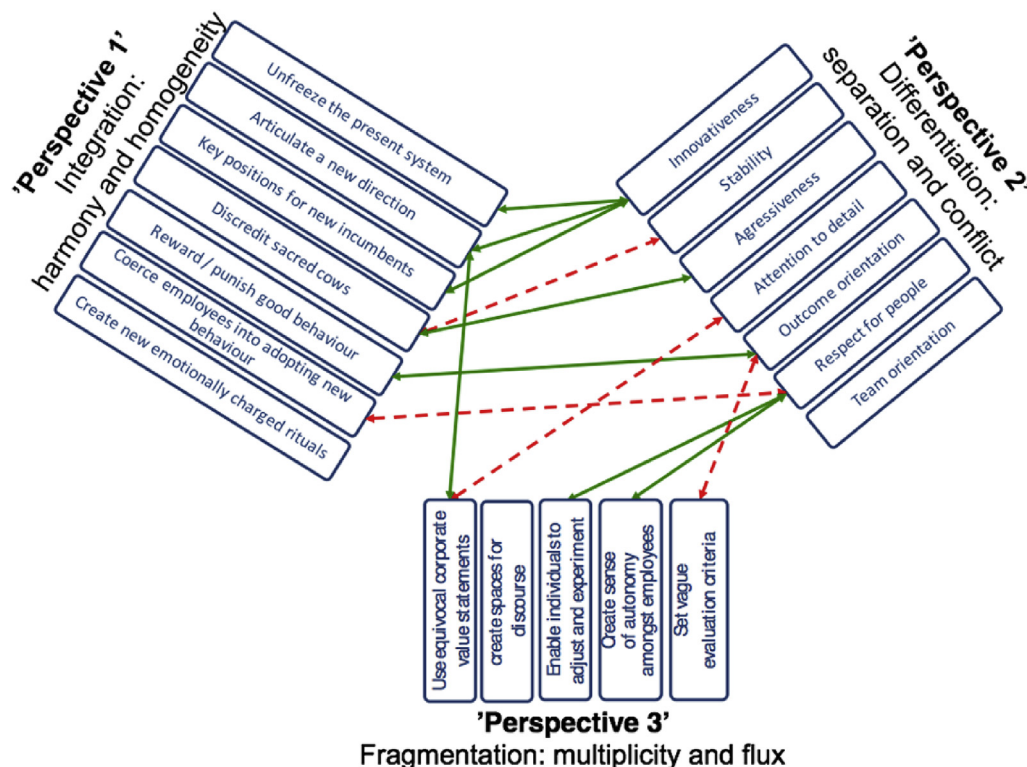 ’Perspective 1’
Integration:
harmony and homogeneity
Unfreeze the present system
Articulate a new direction
Key positions for new incumbents
Discredit sacred cows
Reward / punish good behaviour
Coerce employees into adopting new
behaviour
Create new emotionally charged rituals
’Perspective 2’
Differentiation:
separation and conflict
Innovativeness
Stability
Agressiveness
Attention to detail
Outcome orientation
Respect for people
Team orientation
Use equivocal corporate
value statements
create spaces for
discourse
Enable individuals to
adjust and experiment
Create sense
of autonomy
amongst employees
Set vague
evaluation criteria
’Perspective 3’
Fragmentation: multiplicity and flux